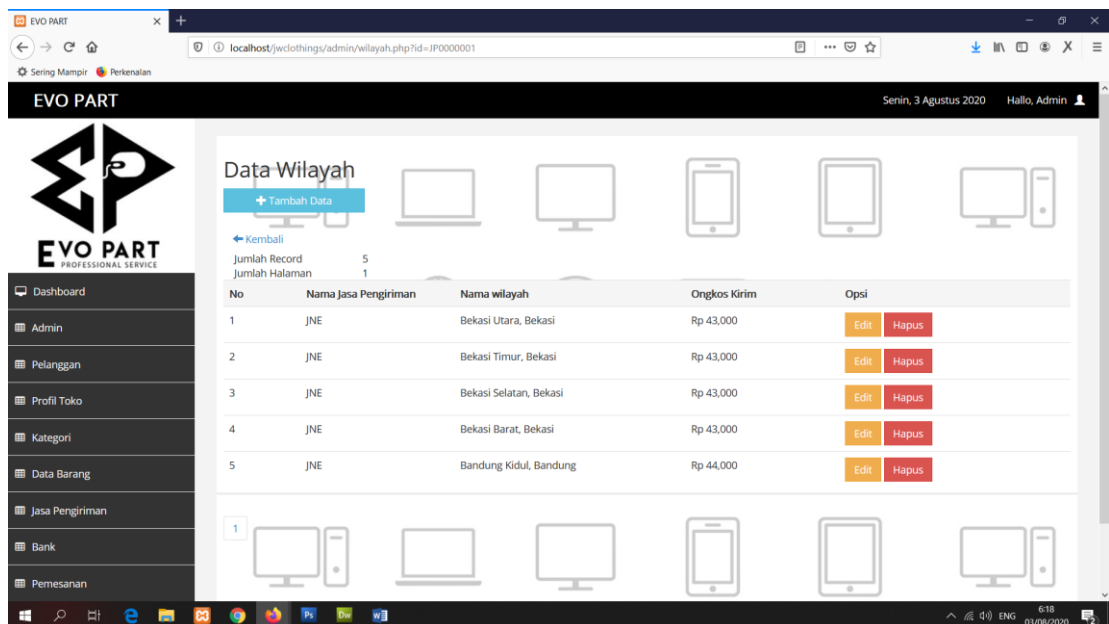 EVO PART
localhost/jwclothings/admin/wilayah.php?id=JP0000001
Sering Mampir Perkenalan
EVO PART Senin, 3 Agustus 2020 Hallo, Admin
EP
EVO PART
PROFESSIONAL SERVICE
Dashboard
Admin
Pelanggan
Profil Toko
Kategori
Data Barang
Jasa Pengiriman
Bank
Pemesanan
Data Wilayah
Tambah Data
Kembali
Jumlah Record 5
Jumlah Halaman 1
No Nama Jasa Pengiriman Nama wilayah Ongkos Kirim Opsi
1 JNE Bekasi Utara, Bekasi Rp 43,000 Edit Hapus
2 JNE Bekasi Timur, Bekasi Rp 43,000 Edit Hapus
3 JNE Bekasi Selatan, Bekasi Rp 43,000 Edit Hapus
4 JNE Bekasi Barat, Bekasi Rp 43,000 Edit Hapus
5 JNE Bandung Kidul, Bandung Rp 44,000 Edit Hapus
1
Ps Dw W ENG 6:18
03/08/2020 2